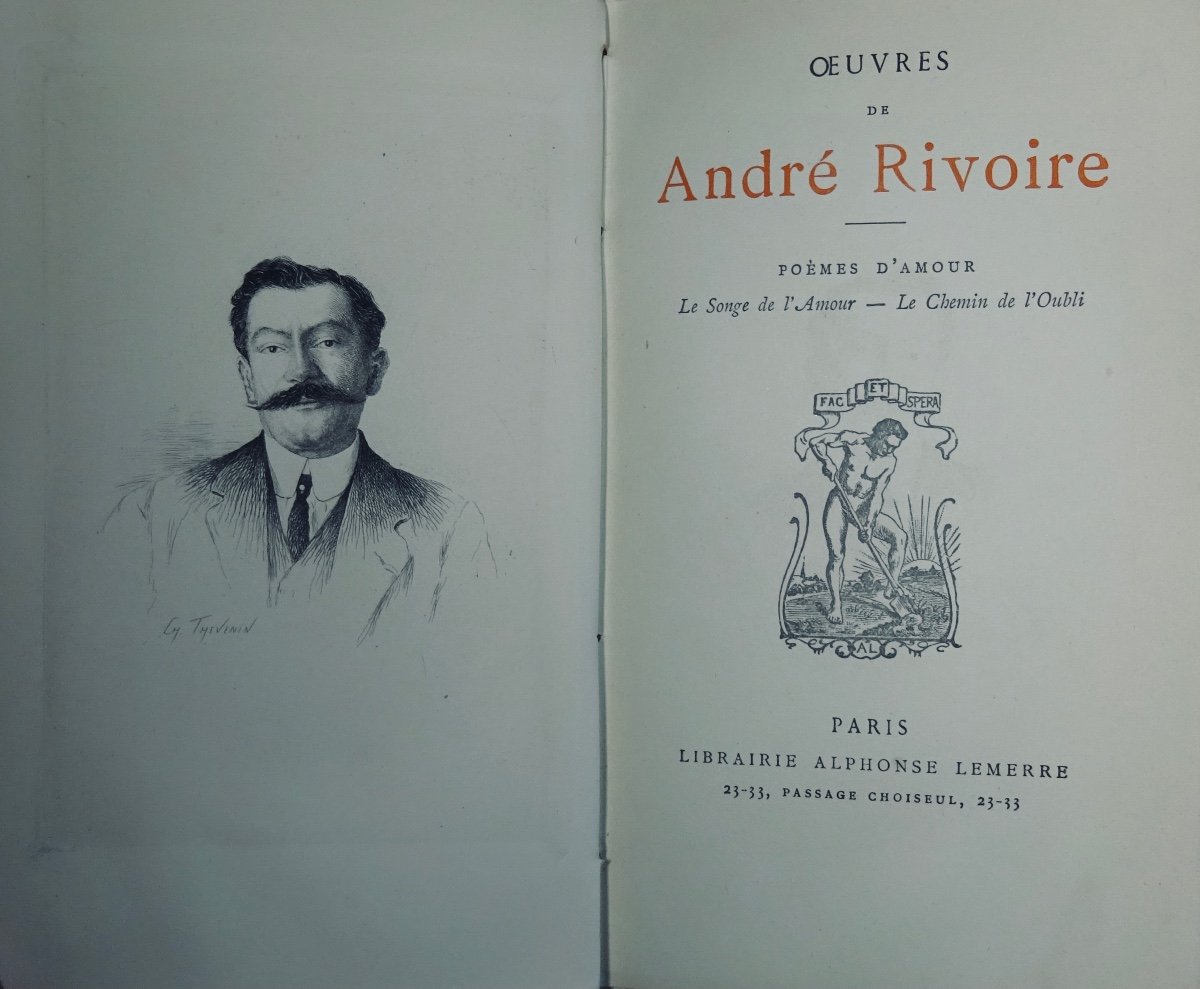 Ch Thévenin
ŒUVRES
DE
André Rivoire
POÈMES D'AMOUR
Le Songe de l'Amour — Le Chemin de l'Oubli
FAC ET SPERA
AL
PARIS
LIBRAIRIE ALPHONSE LEMERRE
23-33, PASSAGE CHOISEUL, 23-33